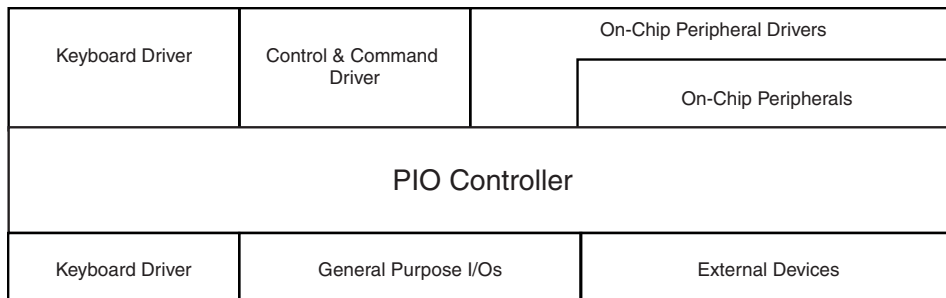 Keyboard Driver
Control & Command
Driver
On-Chip Peripheral Drivers
On-Chip Peripherals
PIO Controller
Keyboard Driver
General Purpose I/Os
External Devices